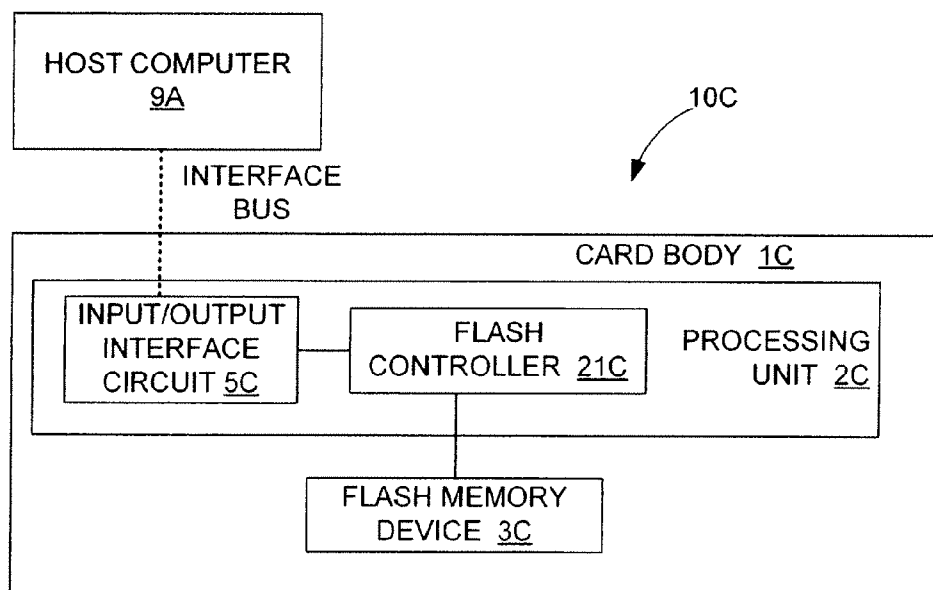 HOST COMPUTER
9A
10C
INTERFACE
BUS
CARD BODY 1C
INPUT/OUTPUT
INTERFACE
CIRCUIT 5C
FLASH
CONTROLLER 21C
PROCESSING
UNIT 2C
FLASH MEMORY
DEVICE 3C